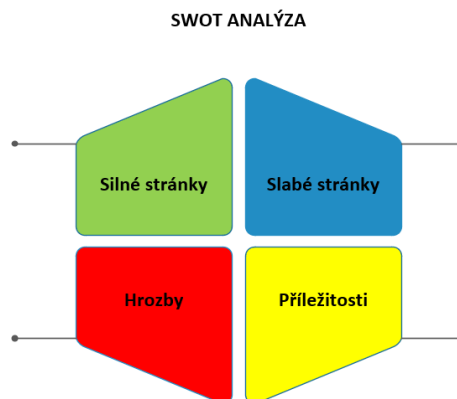 SWOT ANALÝZA
Silné stránky
Slabé stránky
Hrozby
Příležitosti